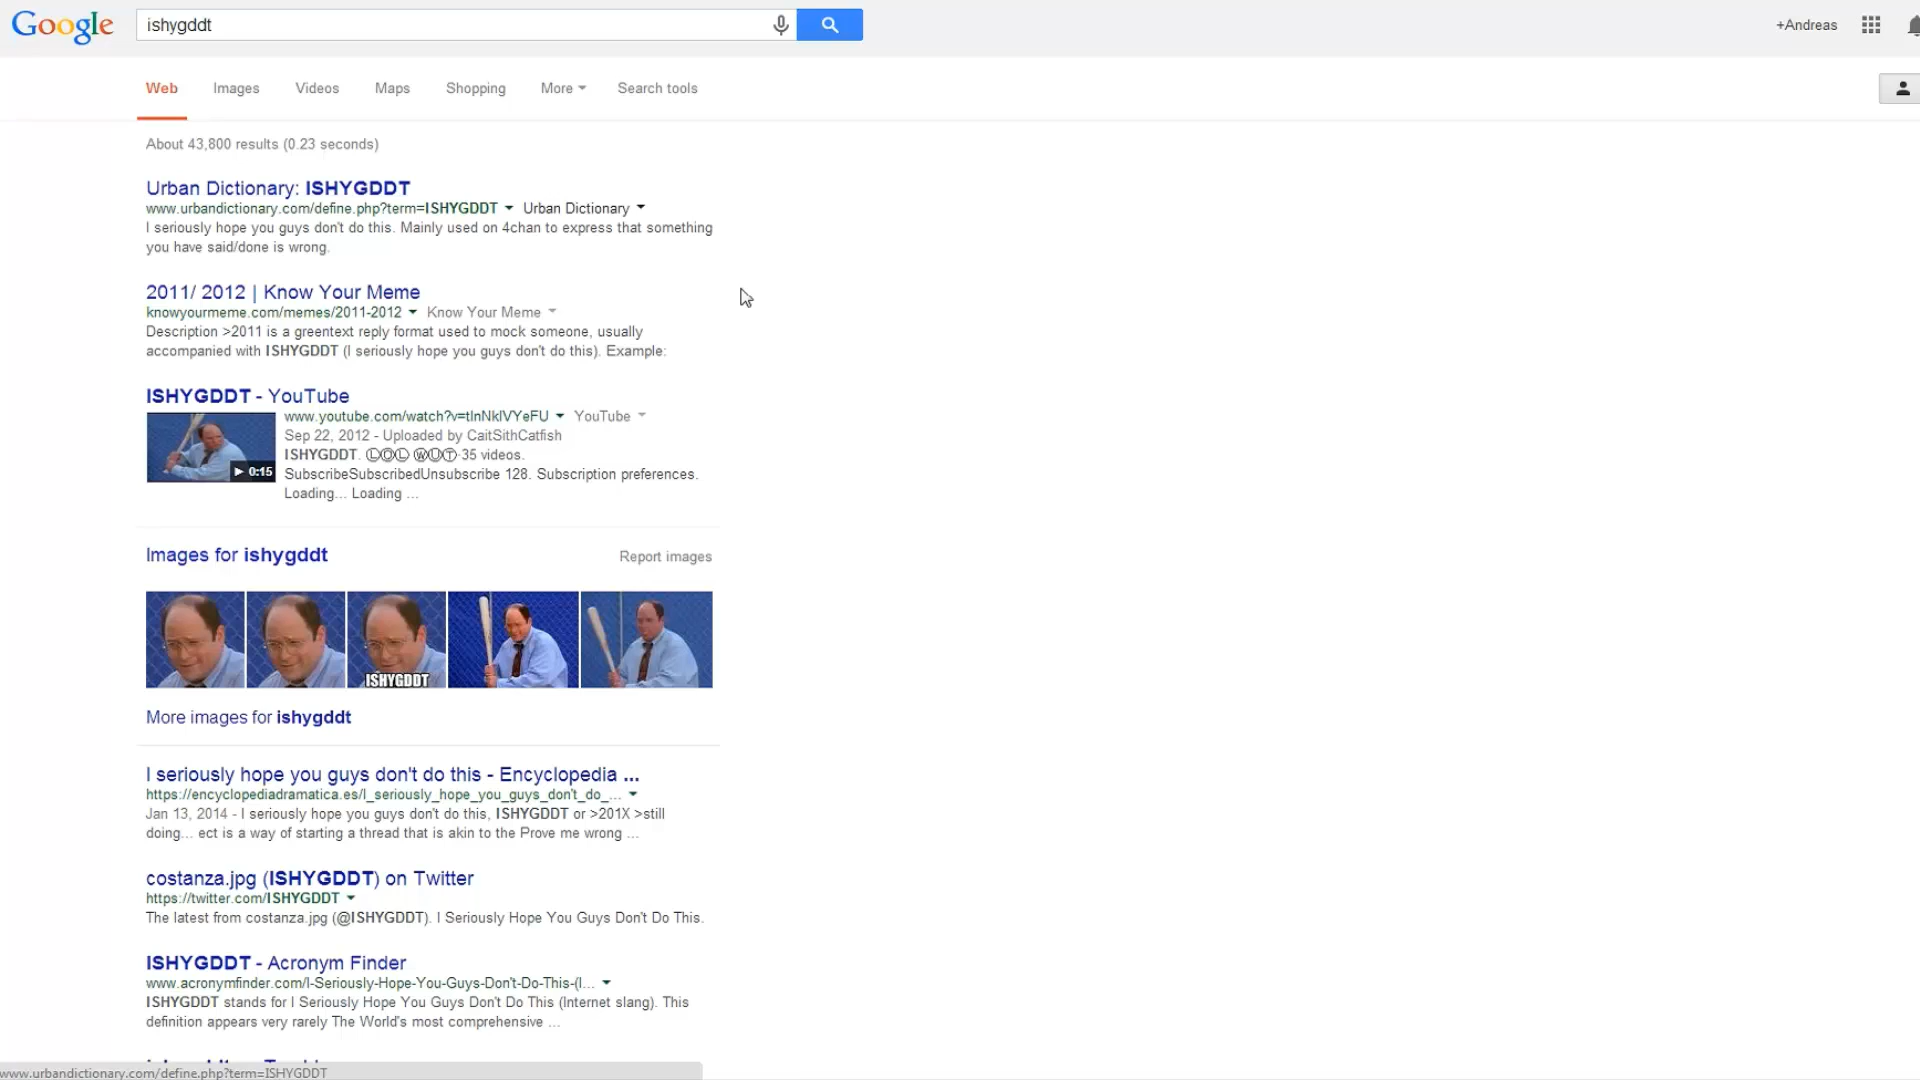 Google
ishygddt
+Andreas
Web Images Videos Maps Shopping More Search tools
About 43,800 results (0.23 seconds)
Urban Dictionary: ISHYGDDT
www.urbandictionary.com/define.php?term=ISHYGDDT Urban Dictionary
I seriously hope you guys don't do this. Mainly used on 4chan to express that something
you have said/done is wrong.
2011/ 2012 | Know Your Meme
knowyourmeme.com/memes/2011-2012 Know Your Meme
Description >2011 is a greentext reply format used to mock someone, usually
accompanied with ISHYGDDT (I seriously hope you guys don't do this). Example:
ISHYGDDT - YouTube
www.youtube.com/watch?v=tlnNkIVYeFU YouTube
Sep 22, 2012 - Uploaded by CaitSithCatfish
ISHYGDDT. ⓁⓄⓁ ⓌⓊⓉ·35 videos.
SubscribeSubscribedUnsubscribe 128. Subscription preferences.
Loading... Loading ...
0:15
Images for ishygddt
Report images
ISHYGDDT
More images for ishygddt
I seriously hope you guys don't do this - Encyclopedia ...
https://encyclopediadramatica.es/I_seriously_hope_you_guys_don't_do_...
Jan 13, 2014 - I seriously hope you guys don't do this, ISHYGDDT or >201X >still
doing... ect is a way of starting a thread that is akin to the Prove me wrong ...
costanza.jpg (ISHYGDDT) on Twitter
https://twitter.com/ISHYGDDT
The latest from costanza.jpg (@ISHYGDDT). I Seriously Hope You Guys Don't Do This.
ISHYGDDT - Acronym Finder
www.acronymfinder.com/I-Seriously-Hope-You-Guys-Don't-Do-This-(I...
ISHYGDDT stands for I Seriously Hope You Guys Don't Do This (Internet slang). This
definition appears very rarely The World's most comprehensive ...
www.urbandictionary.com/define.php?term=ISHYGDDT